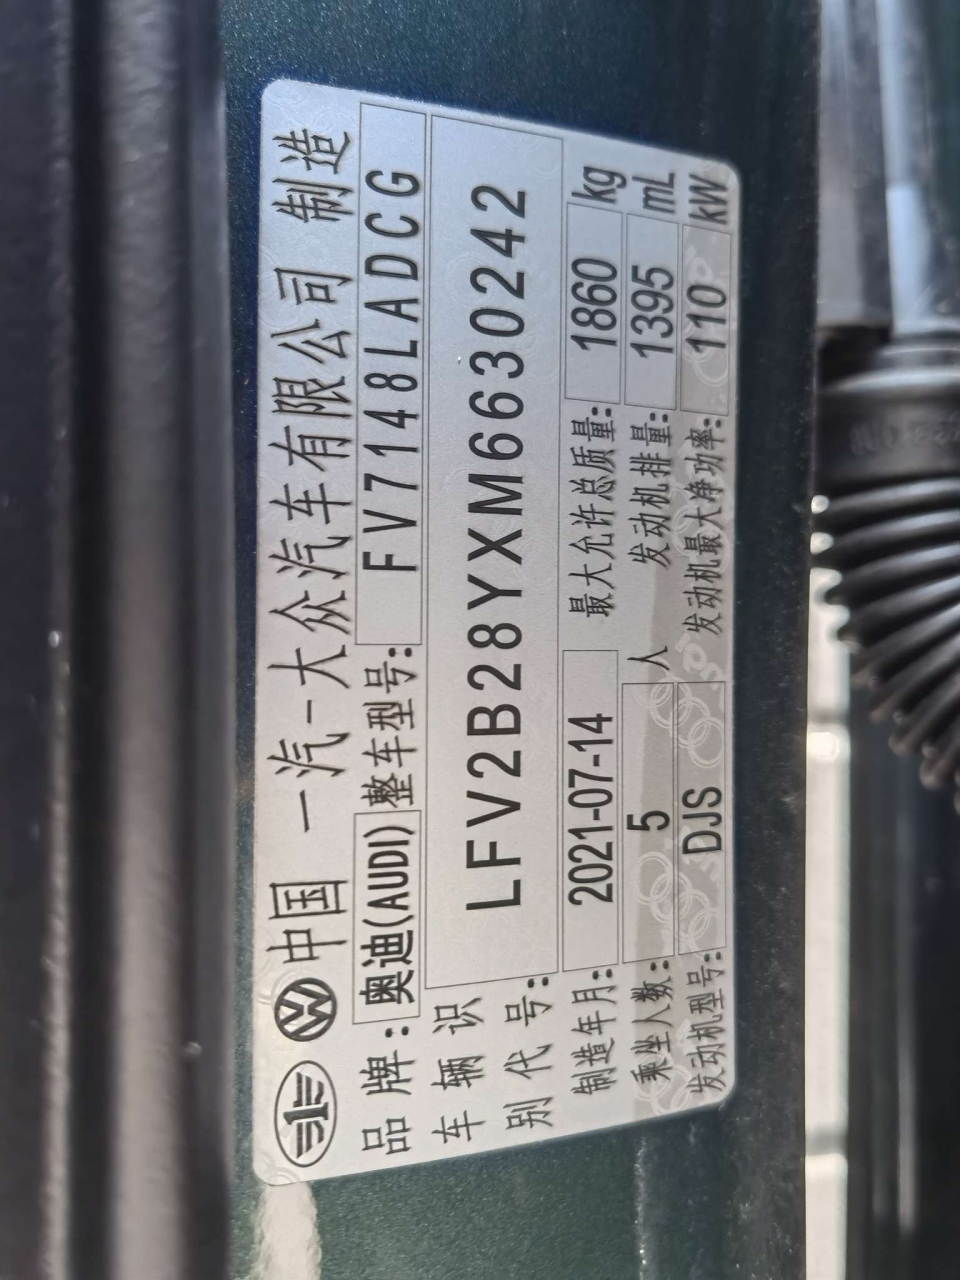 中国 一汽-大众汽车有限公司 制造
品牌: 奥迪(AUDI) 整车型号: FV7148LADCG
车辆识别代号: LFV2B28YXM6630242
制造年月: 2021-07-14 最大允许总质量: 1860 kg
乘坐人数: 5 人 发动机排量: 1395 mL
发动机型号: DJS 发动机最大净功率: 110 kW